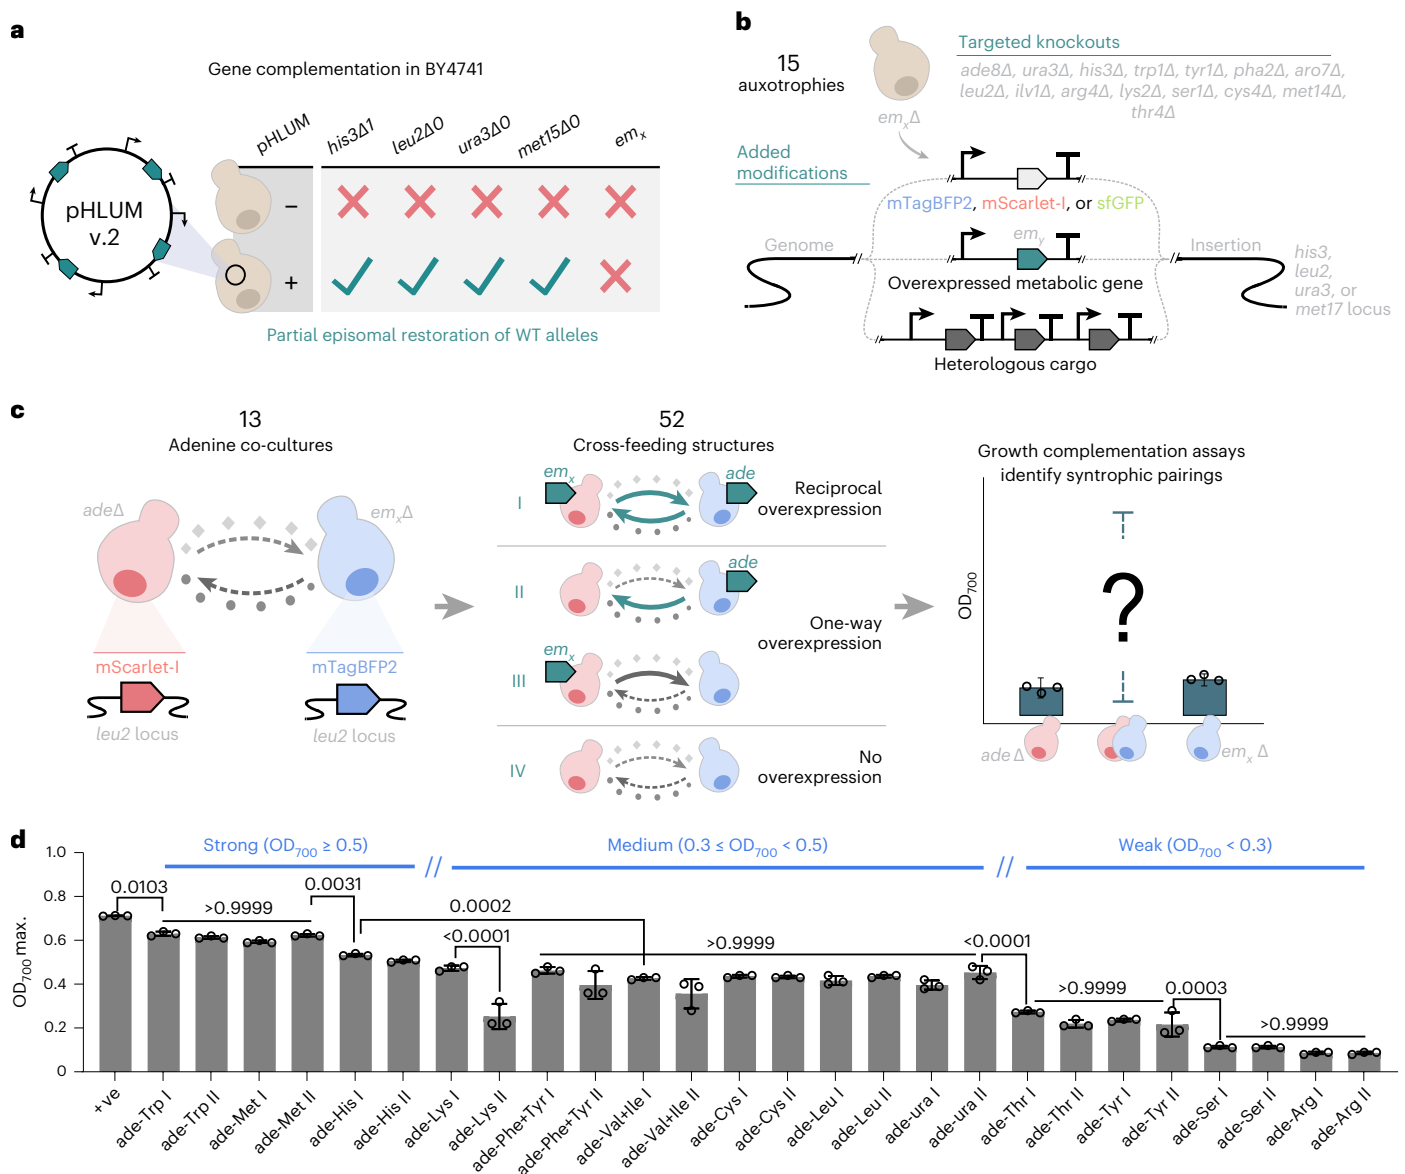 a
Gene complementation in BY4741
pHLUM
his3Δ1
leu2Δ0
ura3Δ0
met15Δ0
emx
pHLUM
v.2
−
+
Partial episomal restoration of WT alleles
b
15
auxotrophies
emxΔ
Targeted knockouts
ade8Δ, ura3Δ, his3Δ, trp1Δ, tyr1Δ, pha2Δ, aro7Δ,
leu2Δ, ilv1Δ, arg4Δ, lys2Δ, ser1Δ, cys4Δ, met14Δ,
thr4Δ
Added
modifications
mTagBFP2, mScarlet-I, or sfGFP
emy
Genome
Insertion
Overexpressed metabolic gene
his3,
leu2,
ura3, or
met17 locus
Heterologous cargo
c
13
Adenine co-cultures
adeΔ
emxΔ
mScarlet-I
mTagBFP2
leu2 locus
leu2 locus
52
Cross-feeding structures
emx
ade
I
Reciprocal
overexpression
ade
II
One-way
overexpression
emx
III
IV
No
overexpression
Growth complementation assays
identify syntrophic pairings
OD700
?
ade Δ
emx Δ
d
Strong (OD700 ≥ 0.5)
//
Medium (0.3 ≤ OD700 < 0.5)
//
Weak (OD700 < 0.3)
OD700 max.
1.0
0.8
0.6
0.4
0.2
0
0.0103
>0.9999
0.0031
0.0002
<0.0001
>0.9999
<0.0001
>0.9999
0.0003
>0.9999
+ve
ade-Trp I
ade-Trp II
ade-Met I
ade-Met II
ade-His I
ade-His II
ade-Lys I
ade-Lys II
ade-Phe+Tyr I
ade-Phe+Tyr II
ade-Val+Ile I
ade-Val+Ile II
ade-Cys I
ade-Cys II
ade-Leu I
ade-Leu II
ade-ura I
ade-ura II
ade-Thr I
ade-Thr II
ade-Tyr I
ade-Tyr II
ade-Ser I
ade-Ser II
ade-Arg I
ade-Arg II